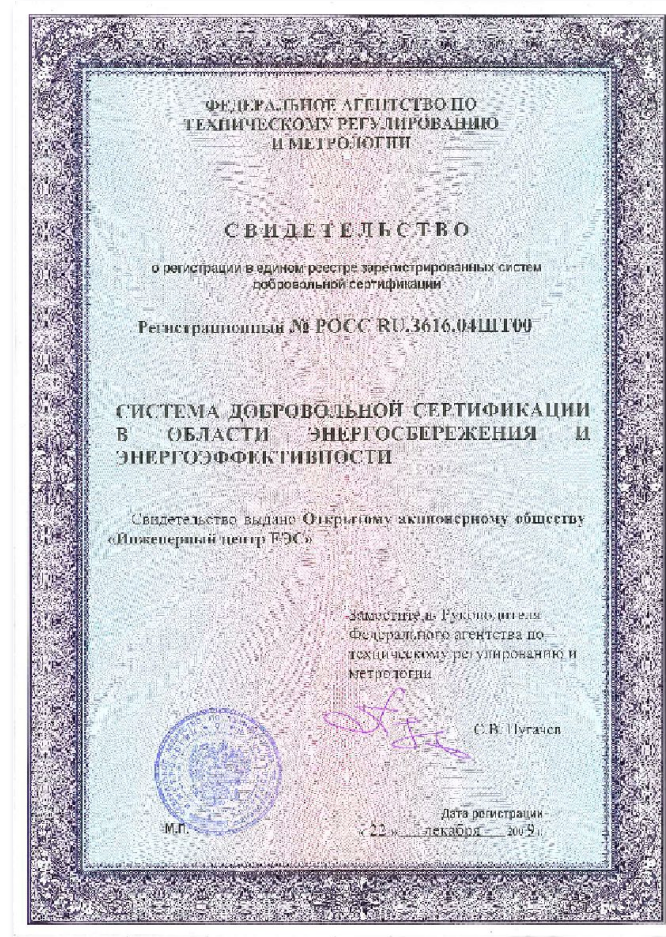 ФЕДЕРАЛЬНОЕ АГЕНТСТВО ПО
ТЕХНИЧЕСКОМУ РЕГУЛИРОВАНИЮ
И МЕТРОЛОГИИ
СВИДЕТЕЛЬСТВО
о регистрации в едином реестре зарегистрированных систем
добровольной сертификации
Регистрационный № РОСС RU.3616.04ШТ00
СИСТЕМА ДОБРОВОЛЬНОЙ СЕРТИФИКАЦИИ
В ОБЛАСТИ ЭНЕРГОСБЕРЕЖЕНИЯ И
ЭНЕРГОЭФФЕКТИВНОСТИ
Свидетельство выдано Открытому акционерному обществу
«Инженерный центр ЕЭС»
Заместитель Руководителя
Федерального агентства по
техническому регулированию и
метрологии
С.В. Пугачев
Дата регистрации
М.П.
« 22 » декабря 2009 г.